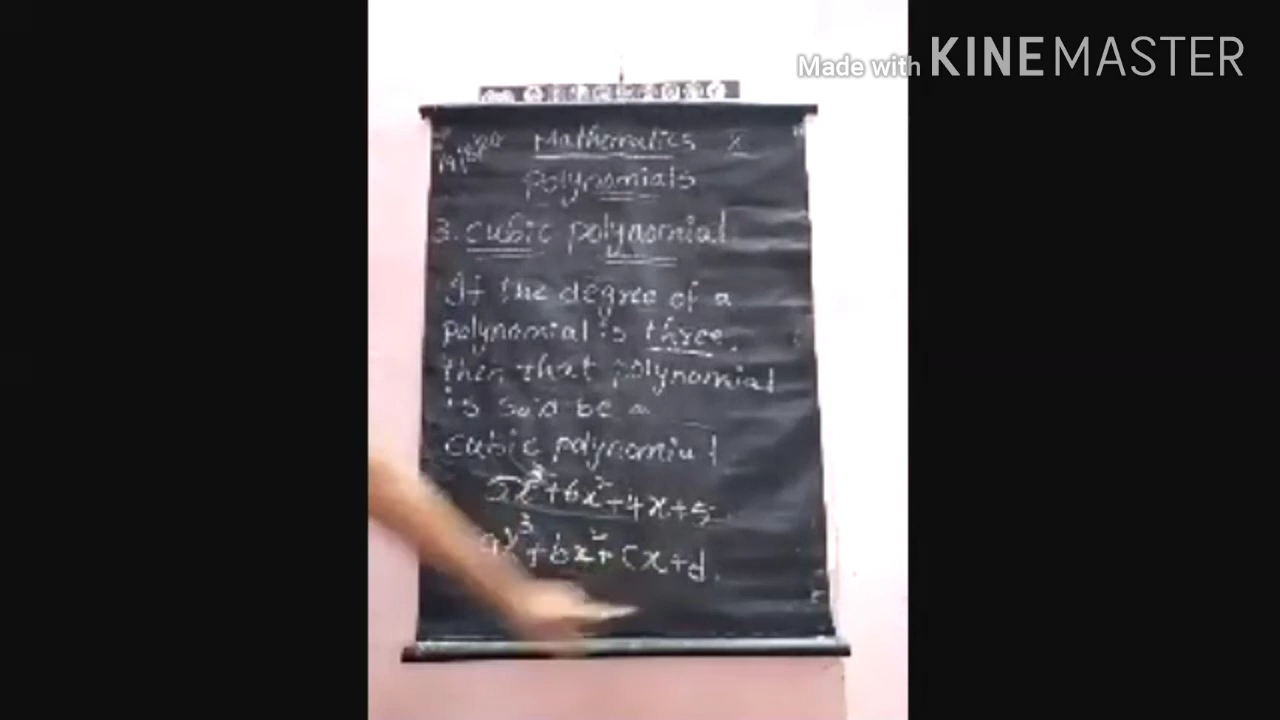 Made with KINEMASTER
Mathematics X
polynomials
3. cubic polynomial
If the degree of a
polynomial is three.
then that polynomial
is said be a
cubic polynomial
5x³+6x²+4x+5
ax³+bx²+cx+d.